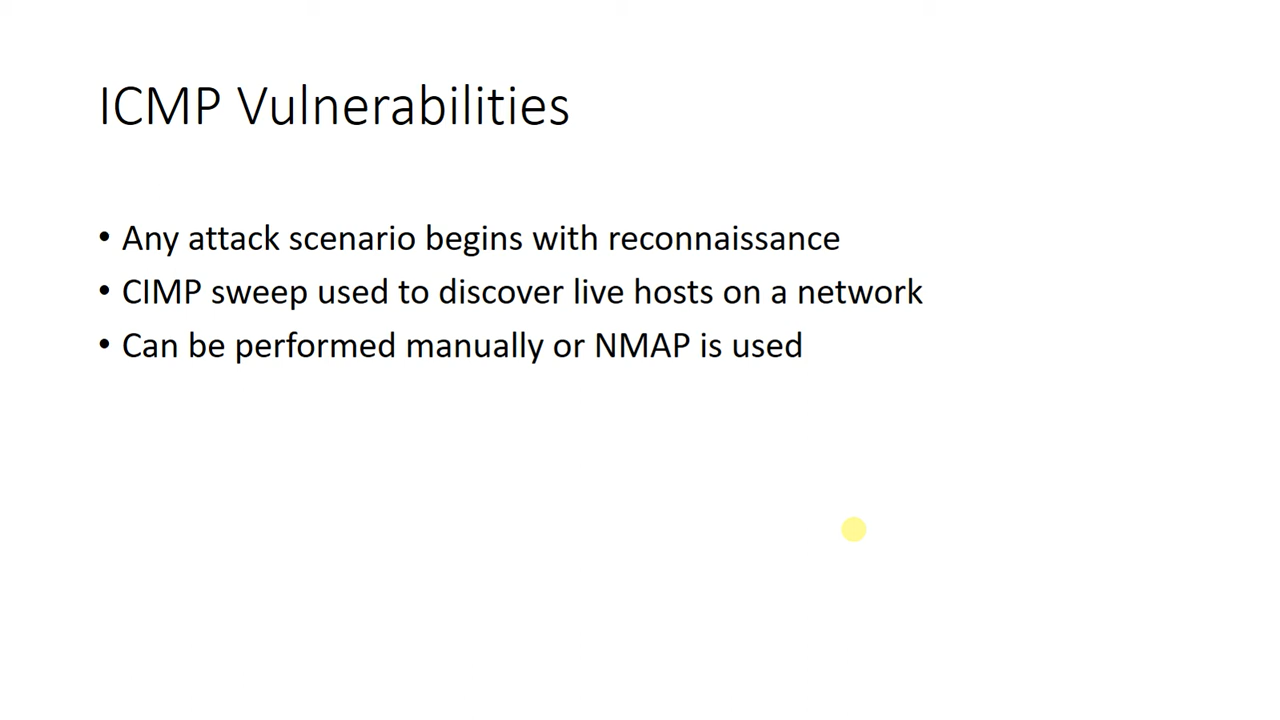 ICMP Vulnerabilities
• Any attack scenario begins with reconnaissance
• CIMP sweep used to discover live hosts on a network
• Can be performed manually or NMAP is used